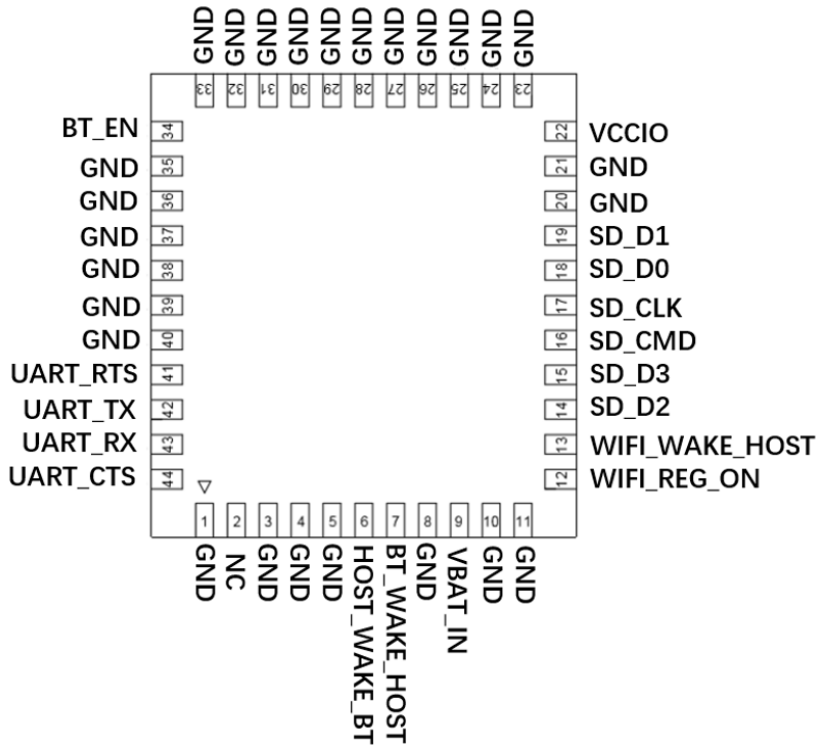 GND GND GND GND GND GND GND GND GND GND GND
33 32 31 30 29 28 27 26 25 24 23
BT_EN 34 22 VCCIO
GND 35 21 GND
GND 36 20 GND
GND 37 19 SD_D1
GND 38 18 SD_D0
GND 39 17 SD_CLK
GND 40 16 SD_CMD
UART_RTS 41 15 SD_D3
UART_TX 42 14 SD_D2
UART_RX 43 13 WIFI_WAKE_HOST
UART_CTS 44 12 WIFI_REG_ON
1 2 3 4 5 6 7 8 9 10 11
GND NC GND GND GND HOST_WAKE_BT BT_WAKE_HOST GND VBAT_IN GND GND